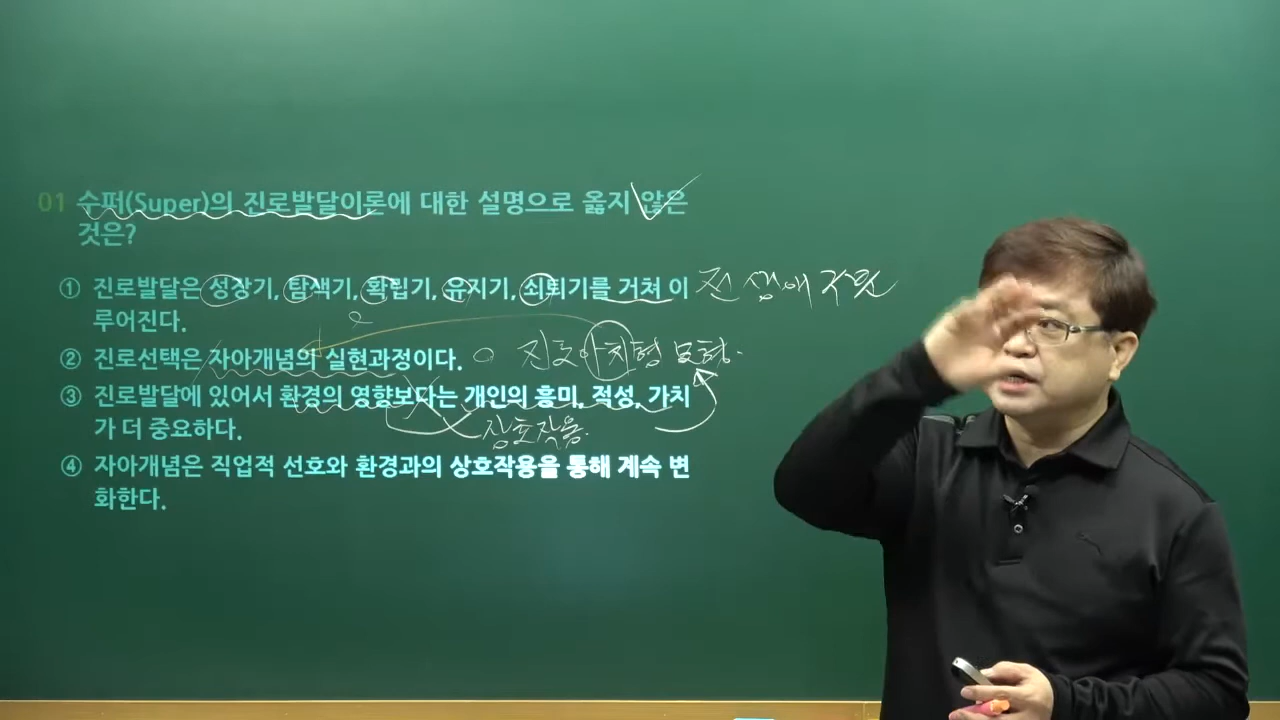 01 수퍼(Super)의 진로발달이론에 대한 설명으로 옳지 않은
것은?
① 진로발달은 성장기, 탐색기, 확립기, 유지기, 쇠퇴기를 거쳐 이
루어진다.
전 생애
② 진로선택은 자아개념의 실현과정이다.
진로아치형 모형.
③ 진로발달에 있어서 환경의 영향보다는 개인의 흥미, 적성, 가치
가 더 중요하다.
상호작용.
④ 자아개념은 직업적 선호와 환경과의 상호작용을 통해 계속 변
화한다.